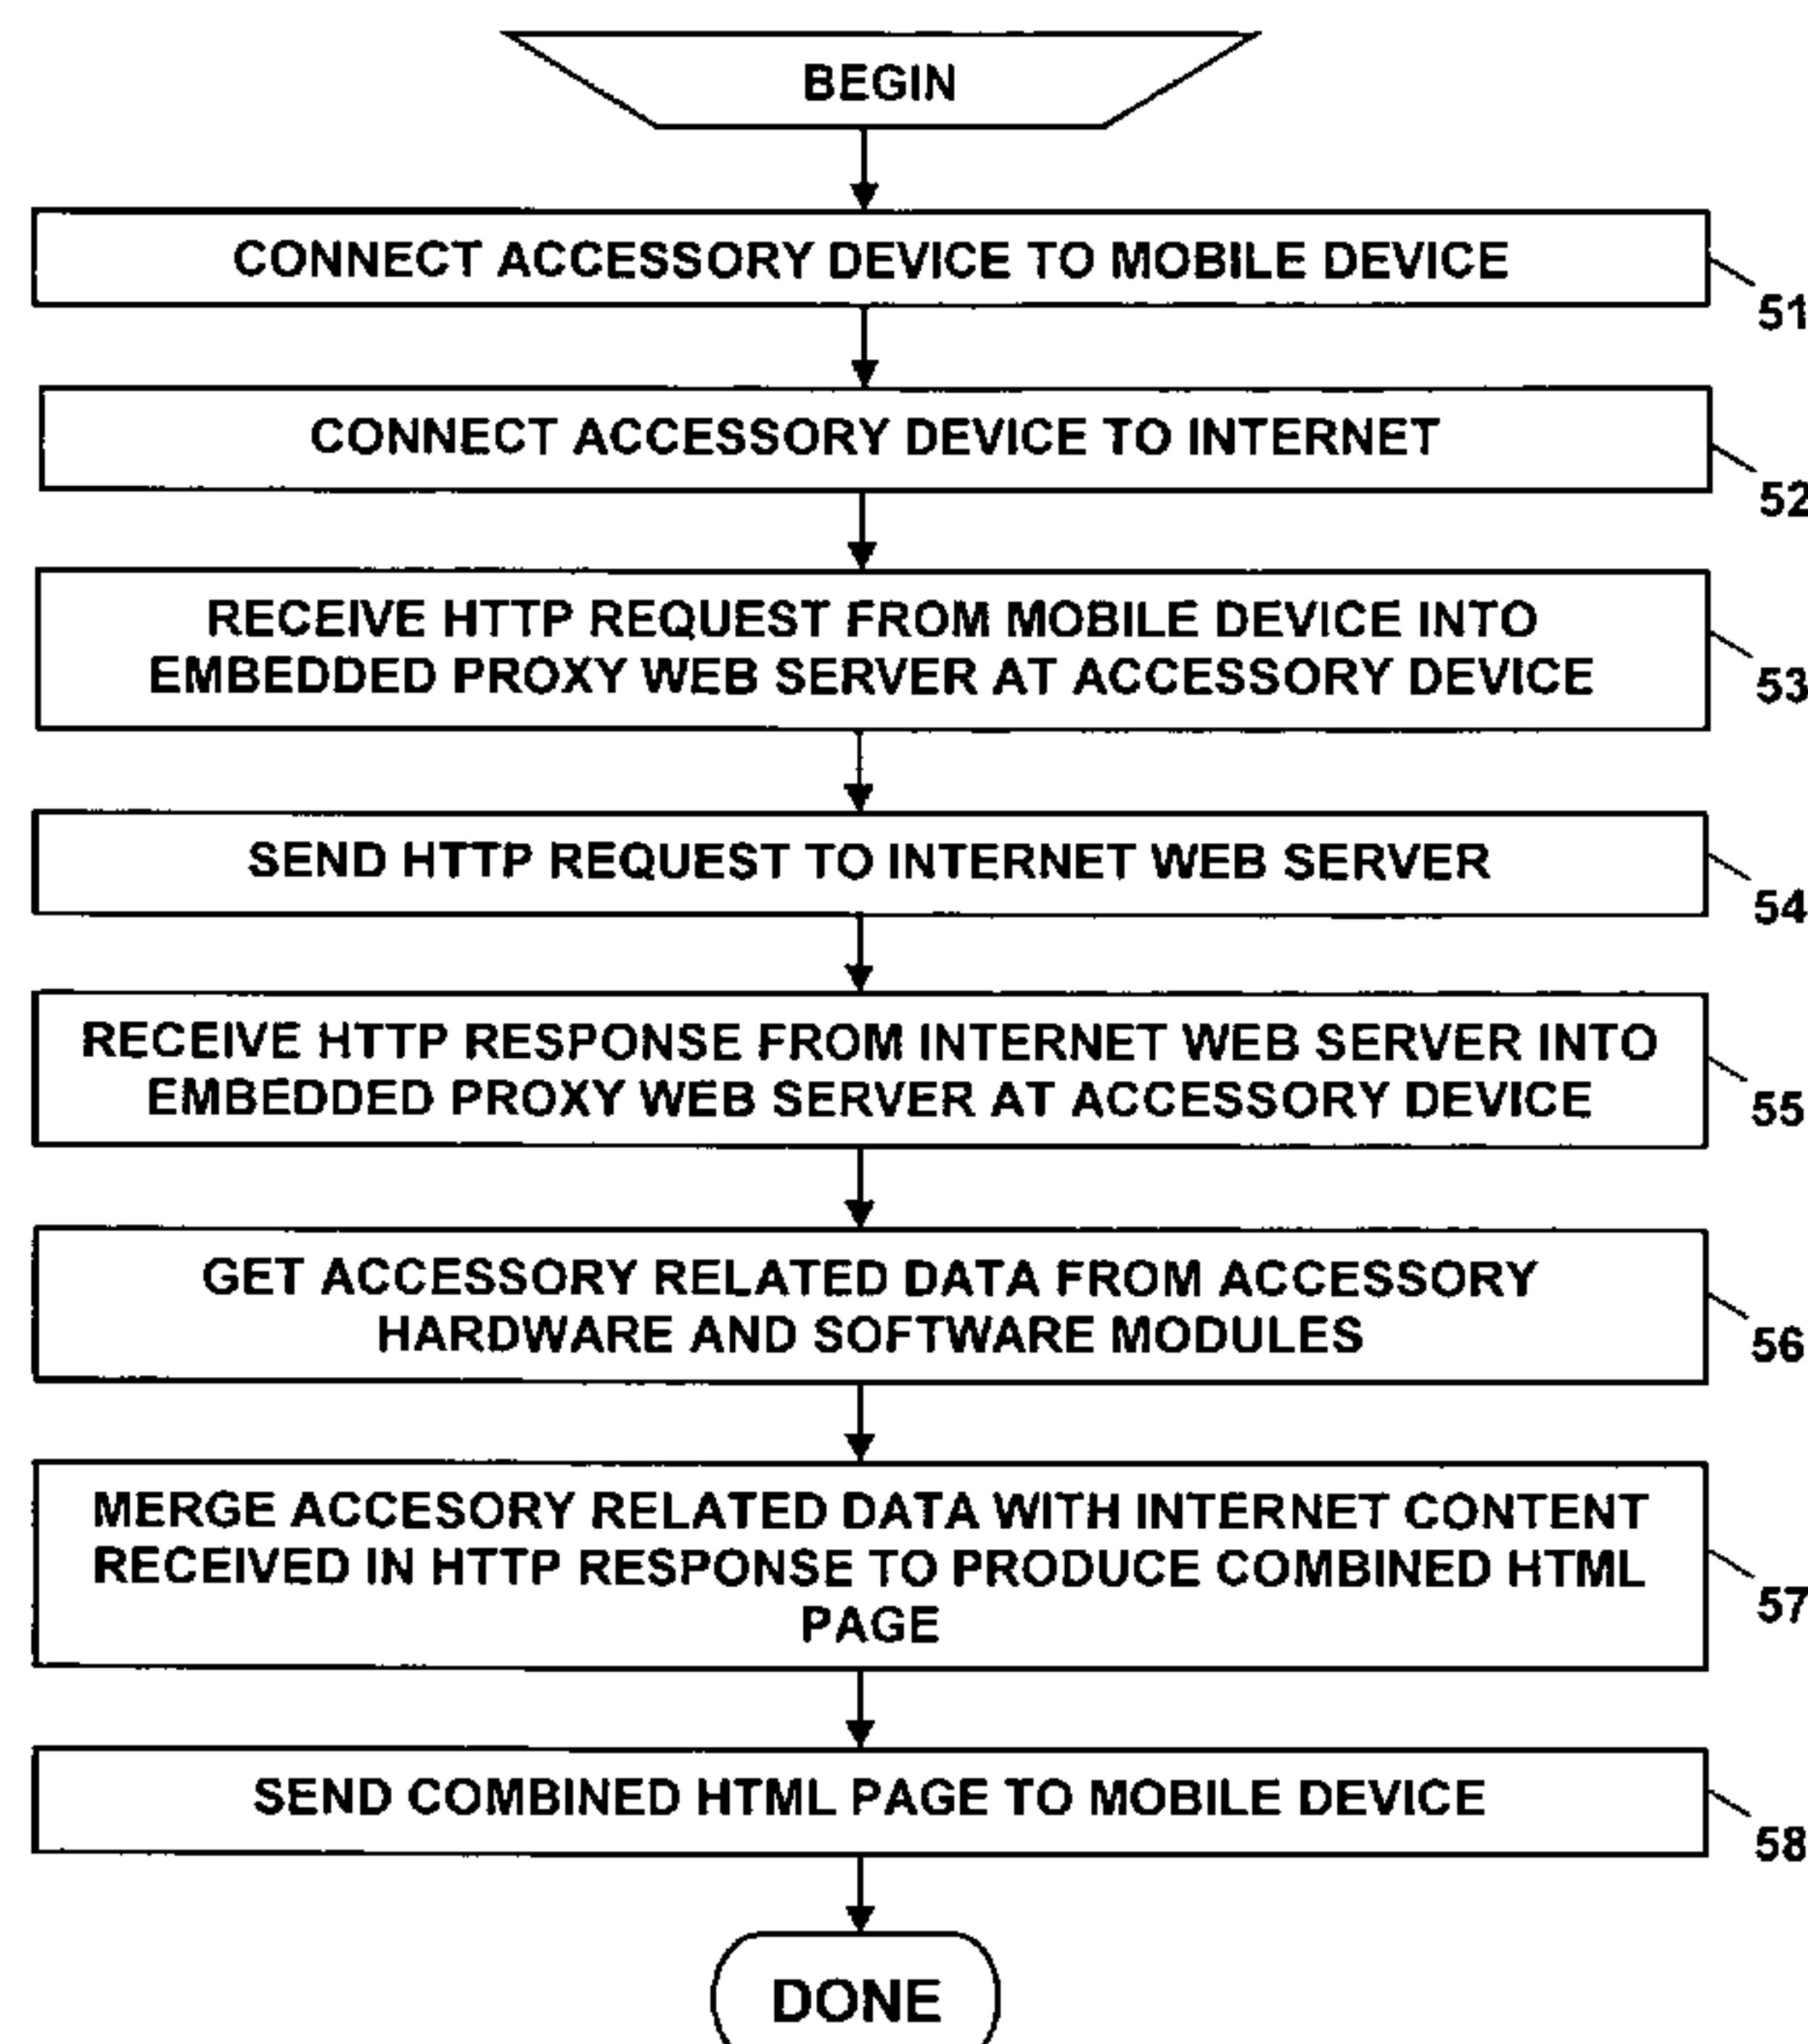 BEGIN
CONNECT ACCESSORY DEVICE TO MOBILE DEVICE
51
CONNECT ACCESSORY DEVICE TO INTERNET
52
RECEIVE HTTP REQUEST FROM MOBILE DEVICE INTO
EMBEDDED PROXY WEB SERVER AT ACCESSORY DEVICE
53
SEND HTTP REQUEST TO INTERNET WEB SERVER
54
RECEIVE HTTP RESPONSE FROM INTERNET WEB SERVER INTO
EMBEDDED PROXY WEB SERVER AT ACCESSORY DEVICE
55
GET ACCESSORY RELATED DATA FROM ACCESSORY
HARDWARE AND SOFTWARE MODULES
56
MERGE ACCESORY RELATED DATA WITH INTERNET CONTENT
RECEIVED IN HTTP RESPONSE TO PRODUCE COMBINED HTML
PAGE
57
SEND COMBINED HTML PAGE TO MOBILE DEVICE
58
DONE